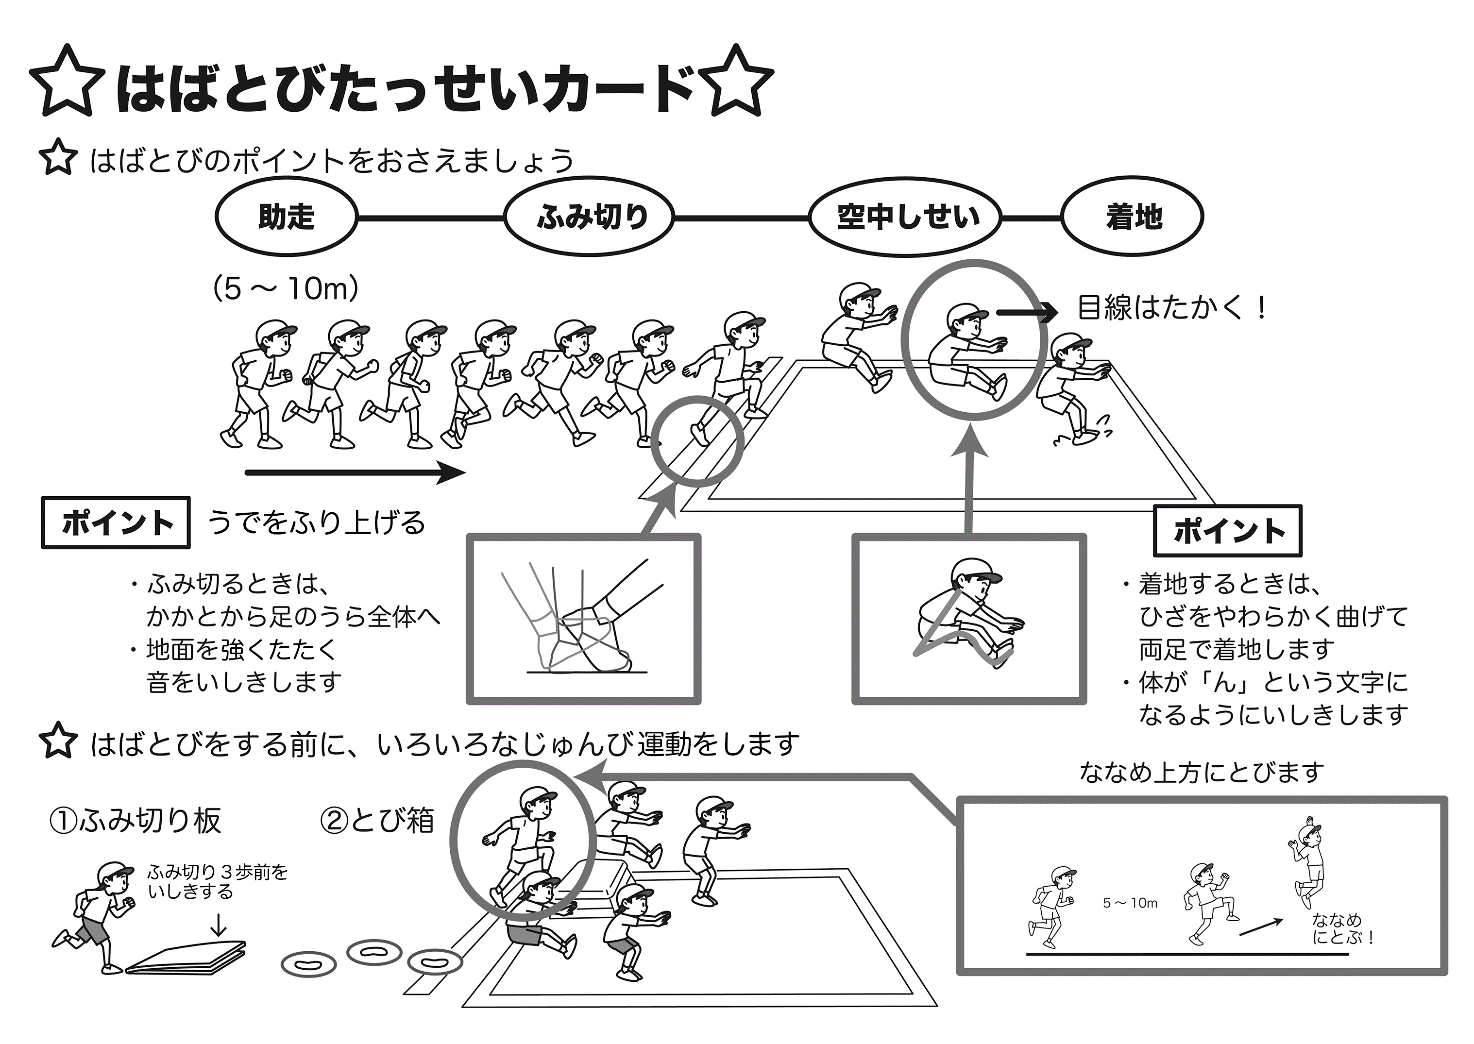 ☆はばとびたっせいカード☆
☆ はばとびのポイントをおさえましょう
助走
ふみ切り
空中しせい
着地
（5 ～ 10m）
目線はたかく！
ポイント
うでをふり上げる
・ふみ切るときは、
かかとから足のうら全体へ
・地面を強くたたく
音をいしきします
ポイント
・着地するときは、
ひざをやわらかく曲げて
両足で着地します
・体が「ん」という文字に
なるようにいしきします
☆ はばとびをする前に、いろいろなじゅんび運動をします
①ふみ切り板
ふみ切り３歩前を
いしきする
②とび箱
ななめ上方にとびます
5 ～ 10m
ななめ
にとぶ！